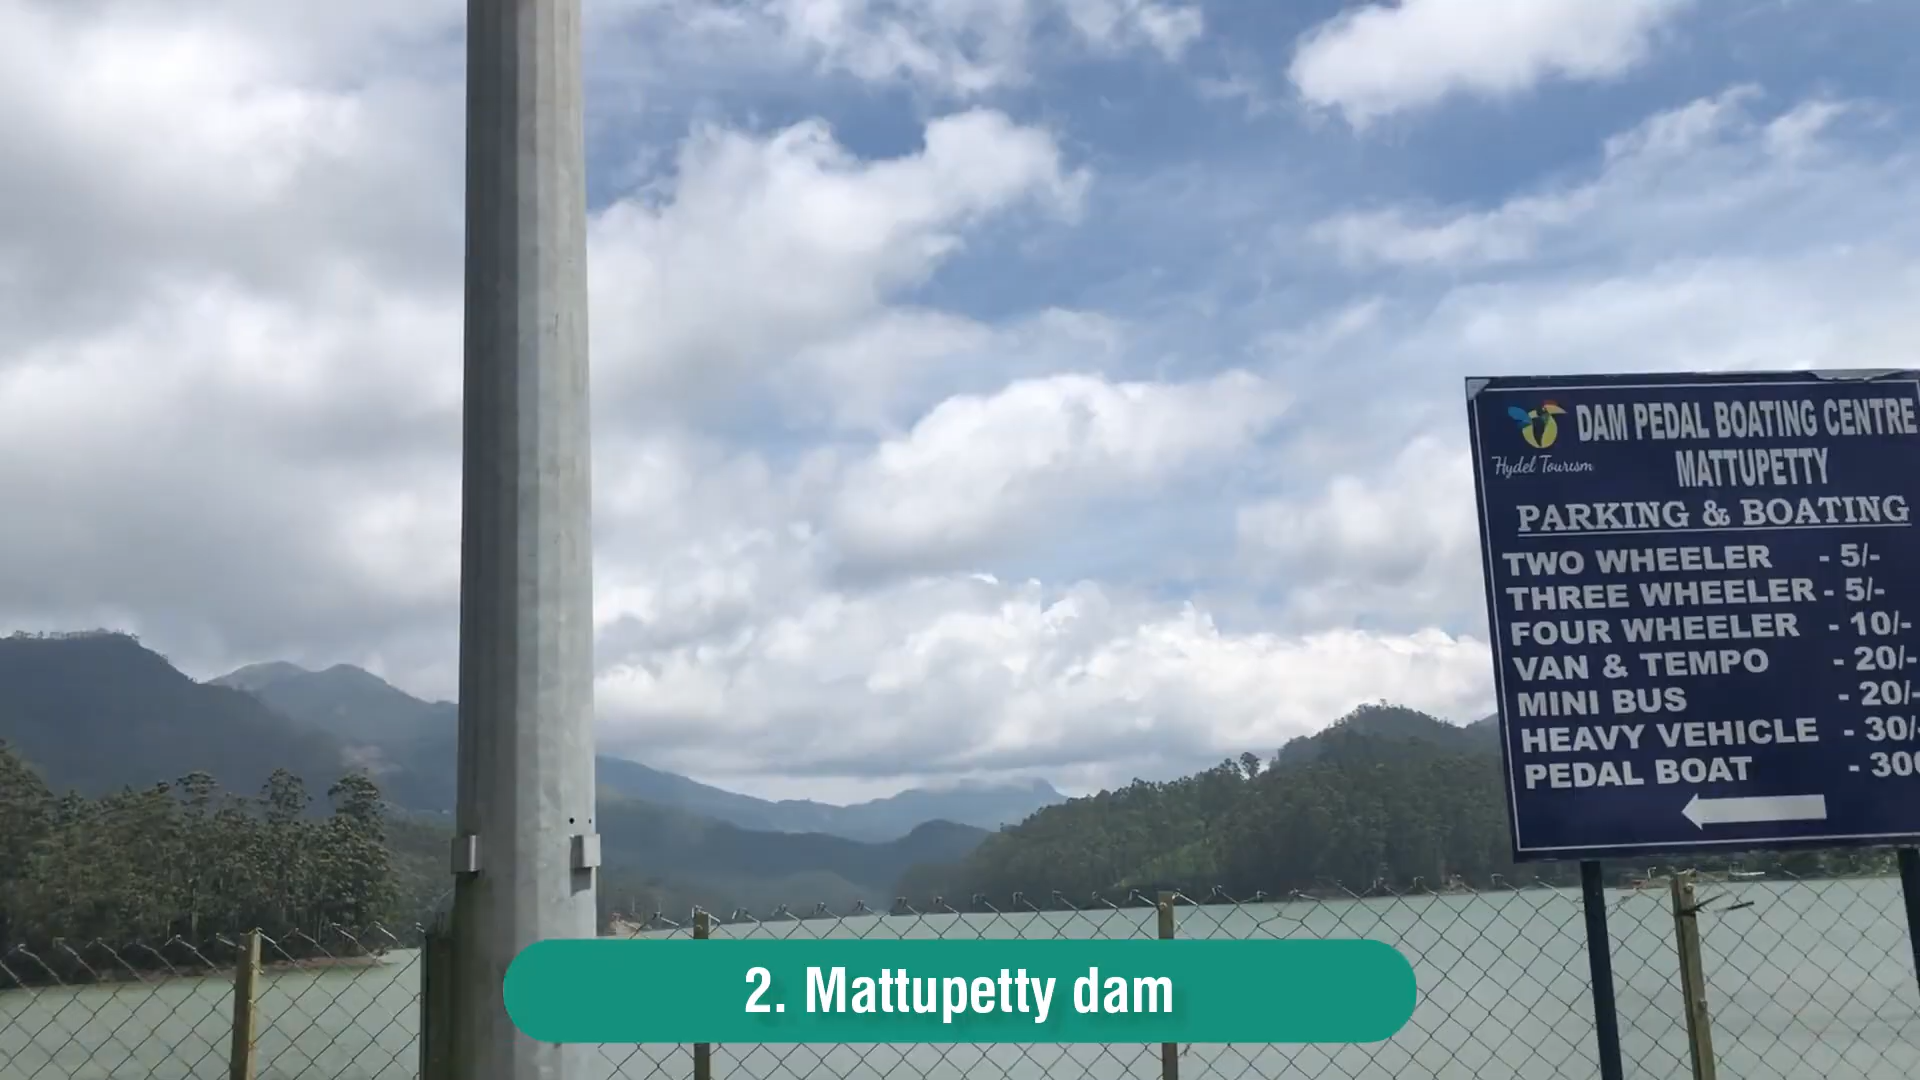 DAM PEDAL BOATING CENTRE
Hydel Tourism
MATTUPETTY
PARKING & BOATING
TWO WHEELER - 5/-
THREE WHEELER - 5/-
FOUR WHEELER - 10/-
VAN & TEMPO - 20/-
MINI BUS - 20/-
HEAVY VEHICLE - 30/-
PEDAL BOAT - 300
2. Mattupetty dam